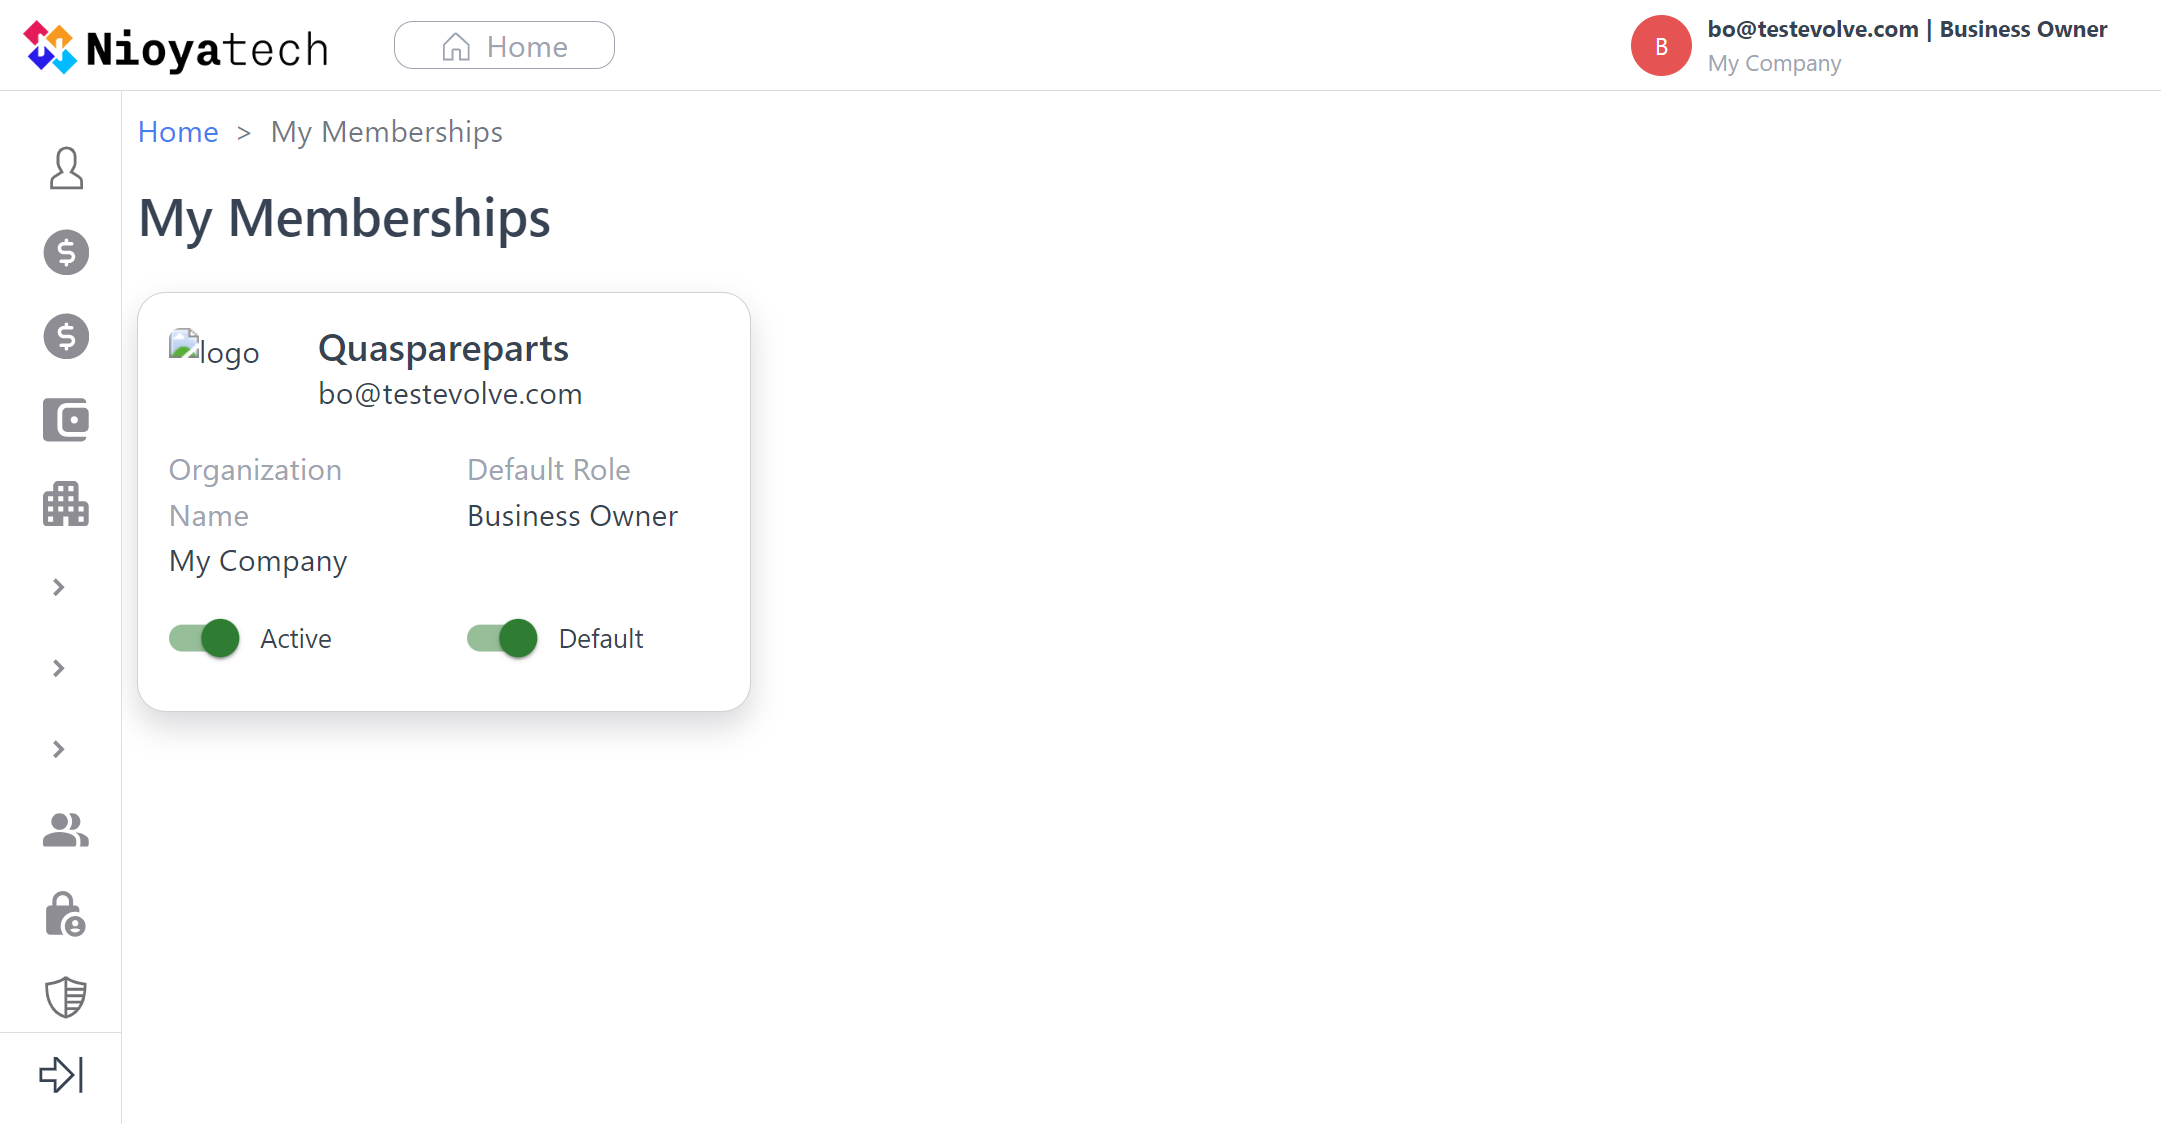 Nioyatech
Home
B
bo@testevolve.com | Business Owner
My Company
Home > My Memberships
My Memberships
logo
Quaspareparts
bo@testevolve.com
Organization
Name
My Company
Default Role
Business Owner
Active
Default